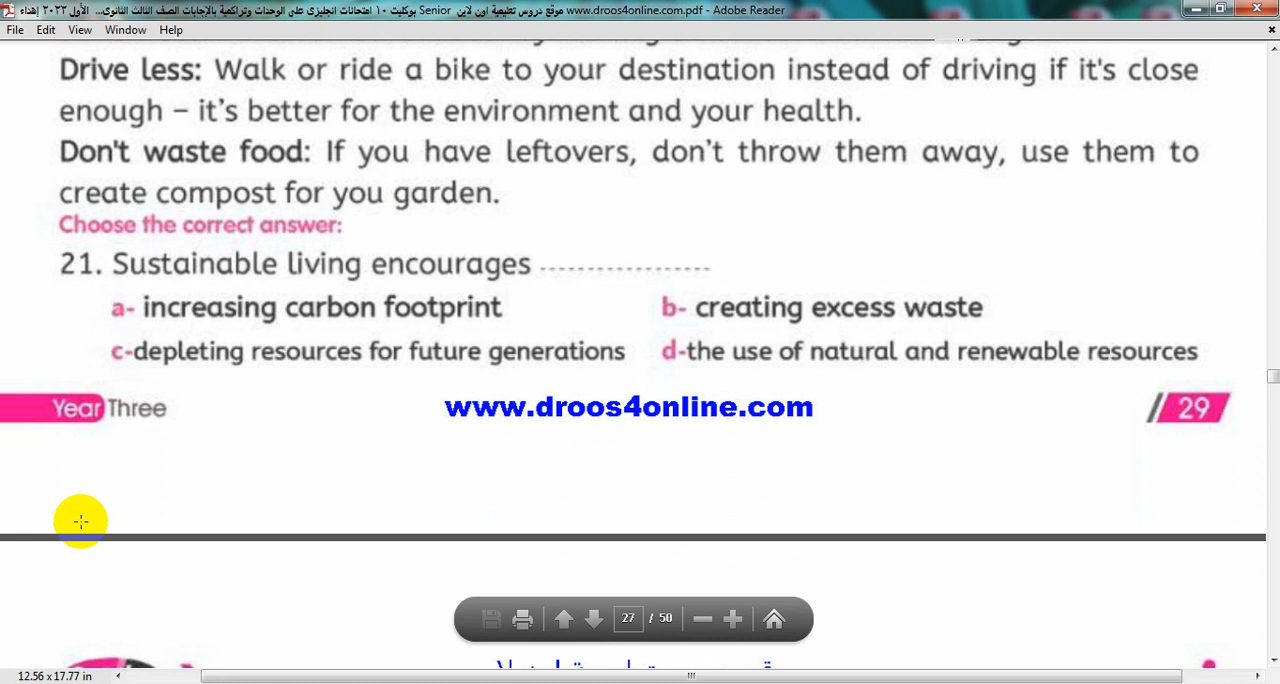 بوكليت ١٠ امتحانات انجليزى على الوحدات وتراكمية بالإجابات الصف الثالث الثانوى... الأول ٢٠٢٢ إهداء Senior موقع دروس تعليمية اون لاين www.droos4online.com.pdf - Adobe Reader
File Edit View Window Help
Drive less: Walk or ride a bike to your destination instead of driving if it's close
enough – it's better for the environment and your health.
Don't waste food: If you have leftovers, don't throw them away, use them to
create compost for you garden.
Choose the correct answer:
21. Sustainable living encourages ------------------
a- increasing carbon footprint b- creating excess waste
c-depleting resources for future generations d-the use of natural and renewable resources
Year Three www.droos4online.com 29
27 / 50
12.56 x 17.77 in